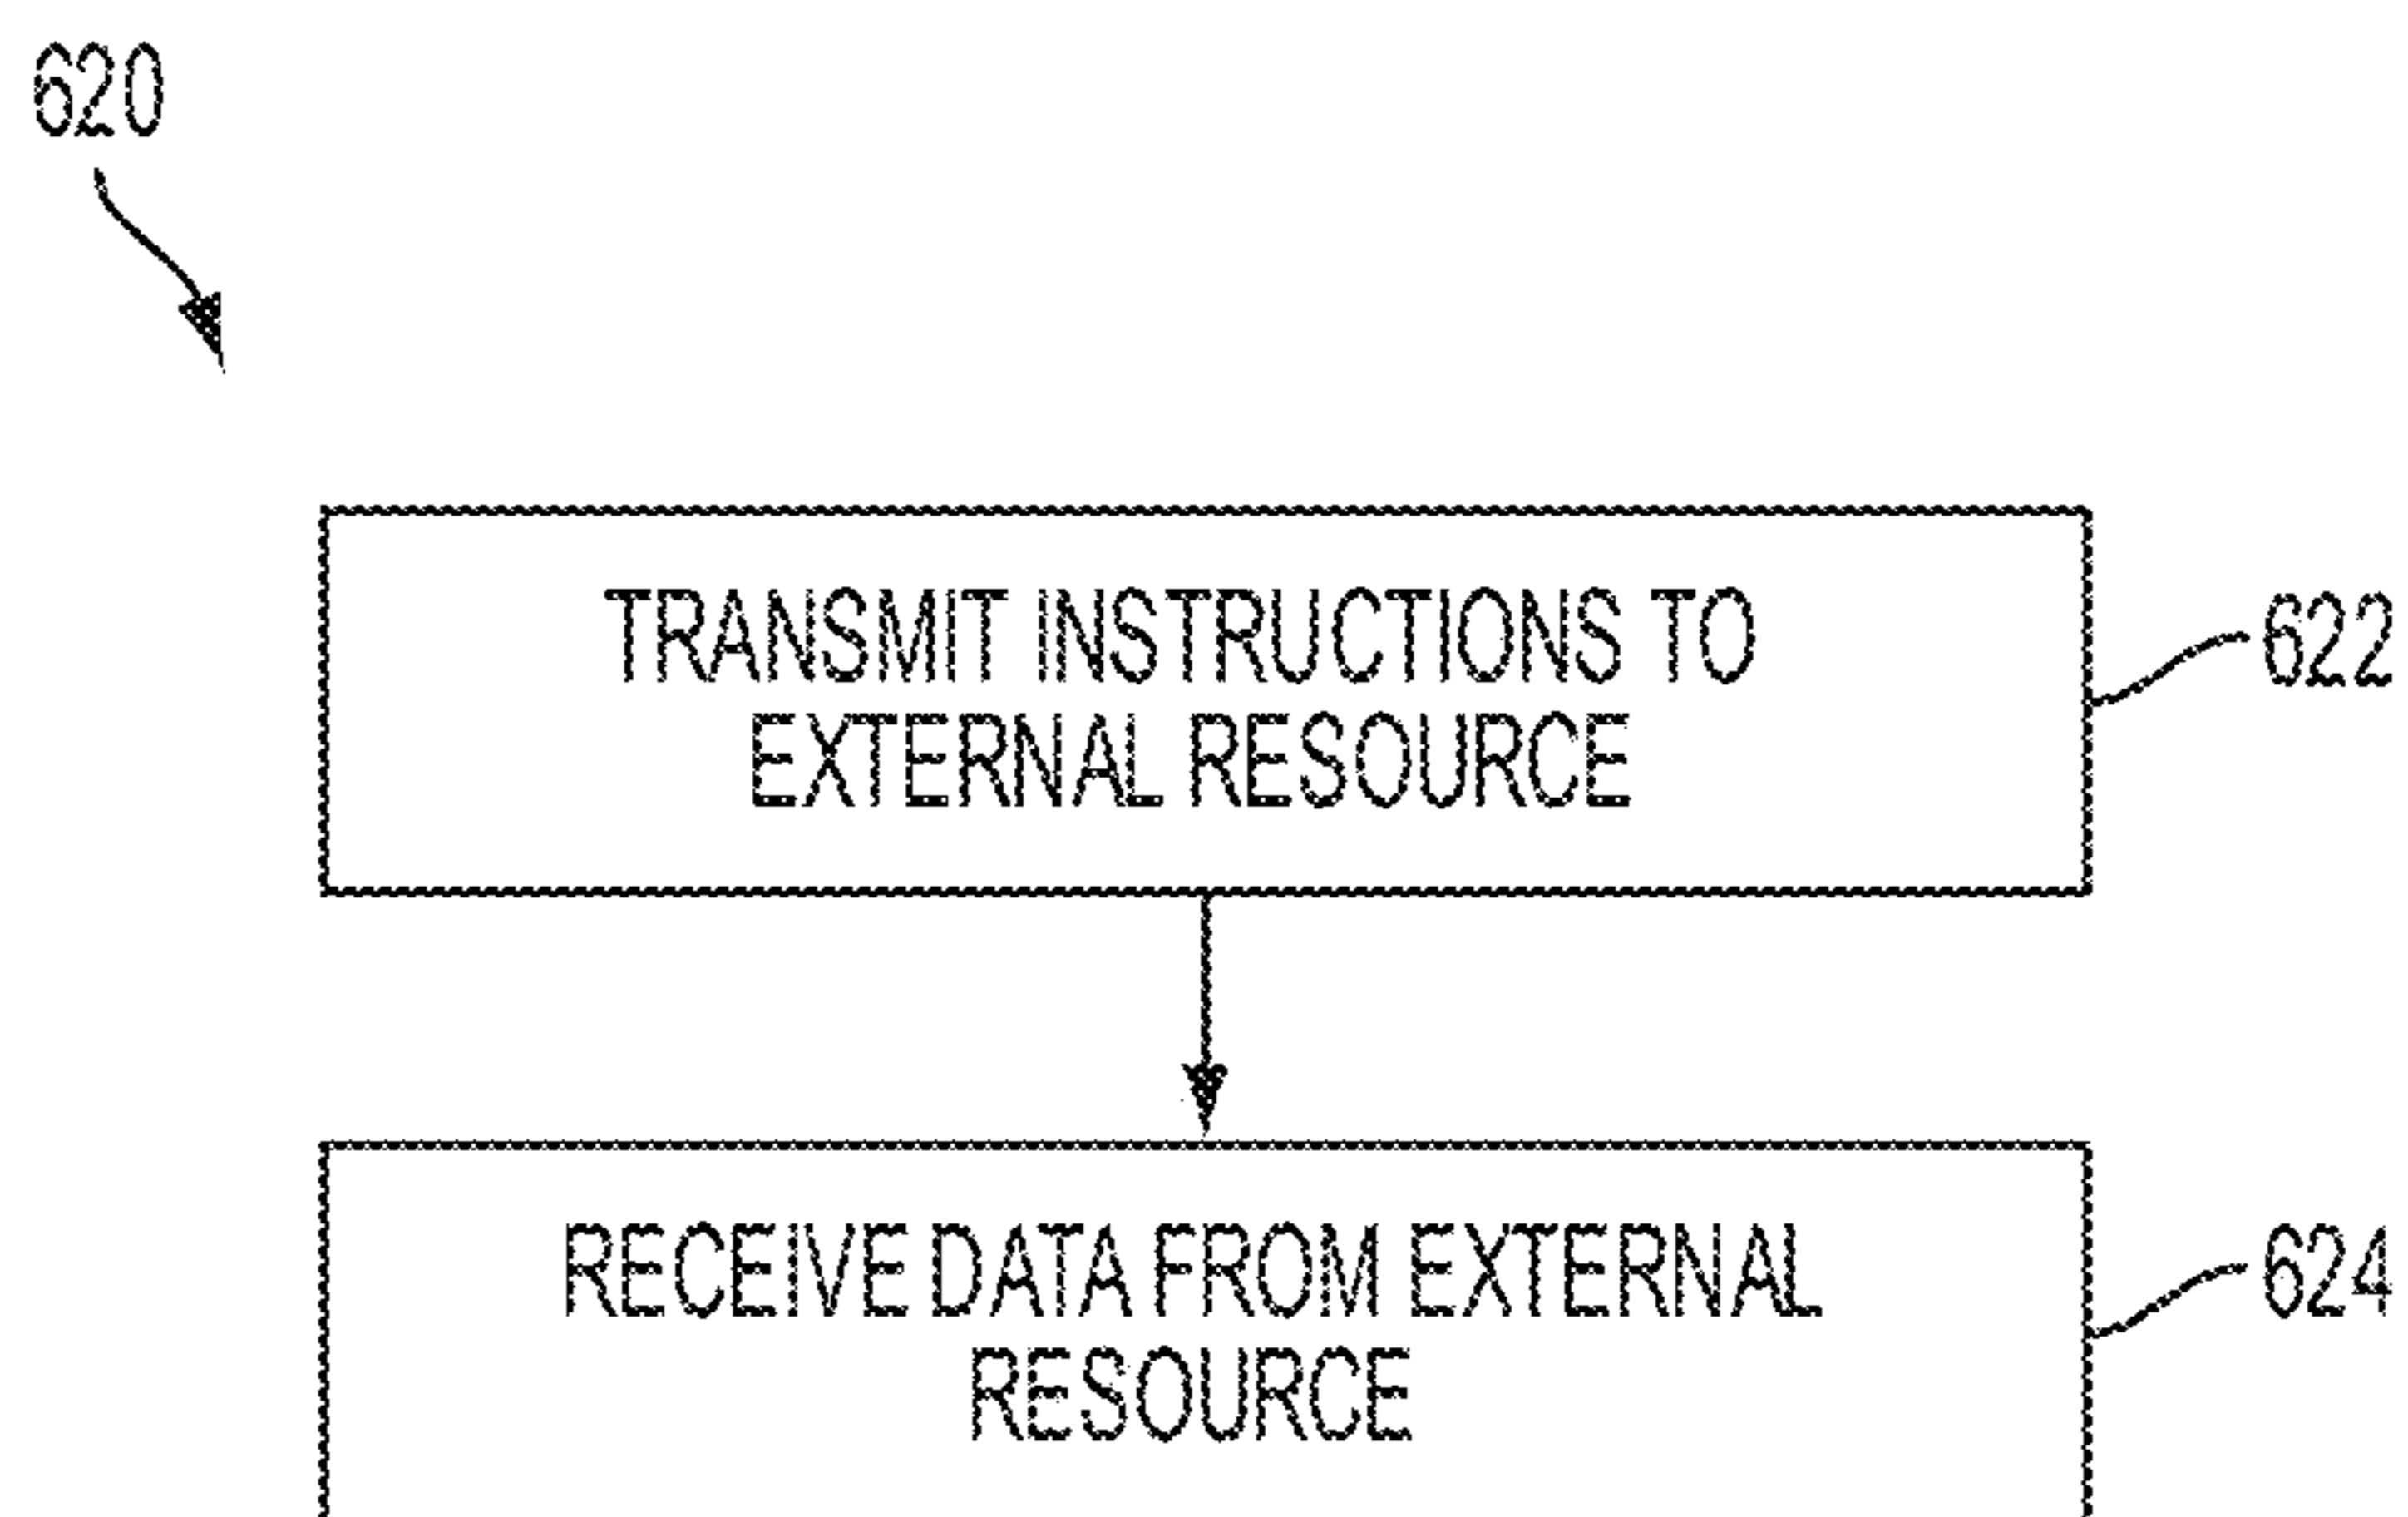 620
TRANSMIT INSTRUCTIONS TO
EXTERNAL RESOURCE
622
RECEIVE DATA FROM EXTERNAL
RESOURCE
624